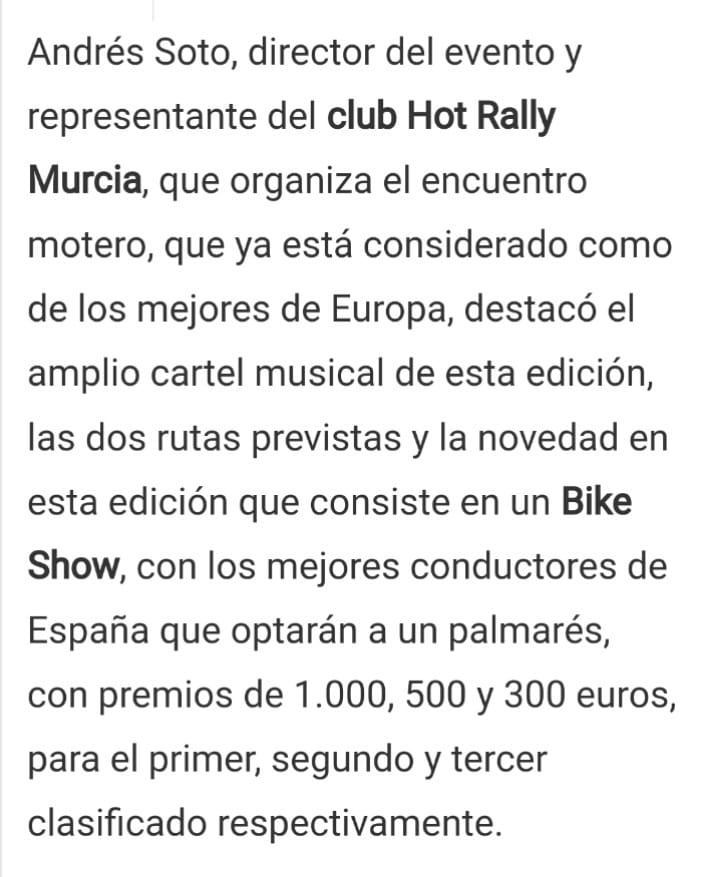 Andrés Soto, director del evento y
representante del club Hot Rally
Murcia, que organiza el encuentro
motero, que ya está considerado como
de los mejores de Europa, destacó el
amplio cartel musical de esta edición,
las dos rutas previstas y la novedad en
esta edición que consiste en un Bike
Show, con los mejores conductores de
España que optarán a un palmarés,
con premios de 1.000, 500 y 300 euros,
para el primer, segundo y tercer
clasificado respectivamente.